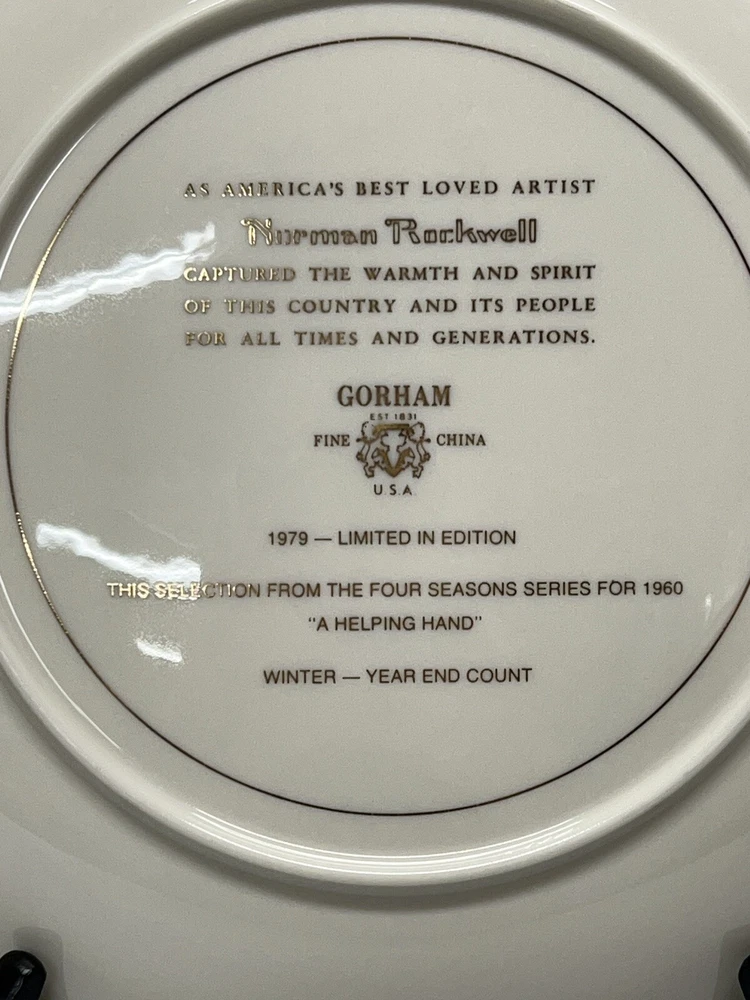 AS AMERICA'S BEST LOVED ARTIST
Norman Rockwell
CAPTURED THE WARMTH AND SPIRIT
OF THIS COUNTRY AND ITS PEOPLE
FOR ALL TIMES AND GENERATIONS.
GORHAM
EST 1831
FINE CHINA
U.S.A.
1979 — LIMITED IN EDITION
THIS SELECTION FROM THE FOUR SEASONS SERIES FOR 1960
"A HELPING HAND"
WINTER — YEAR END COUNT